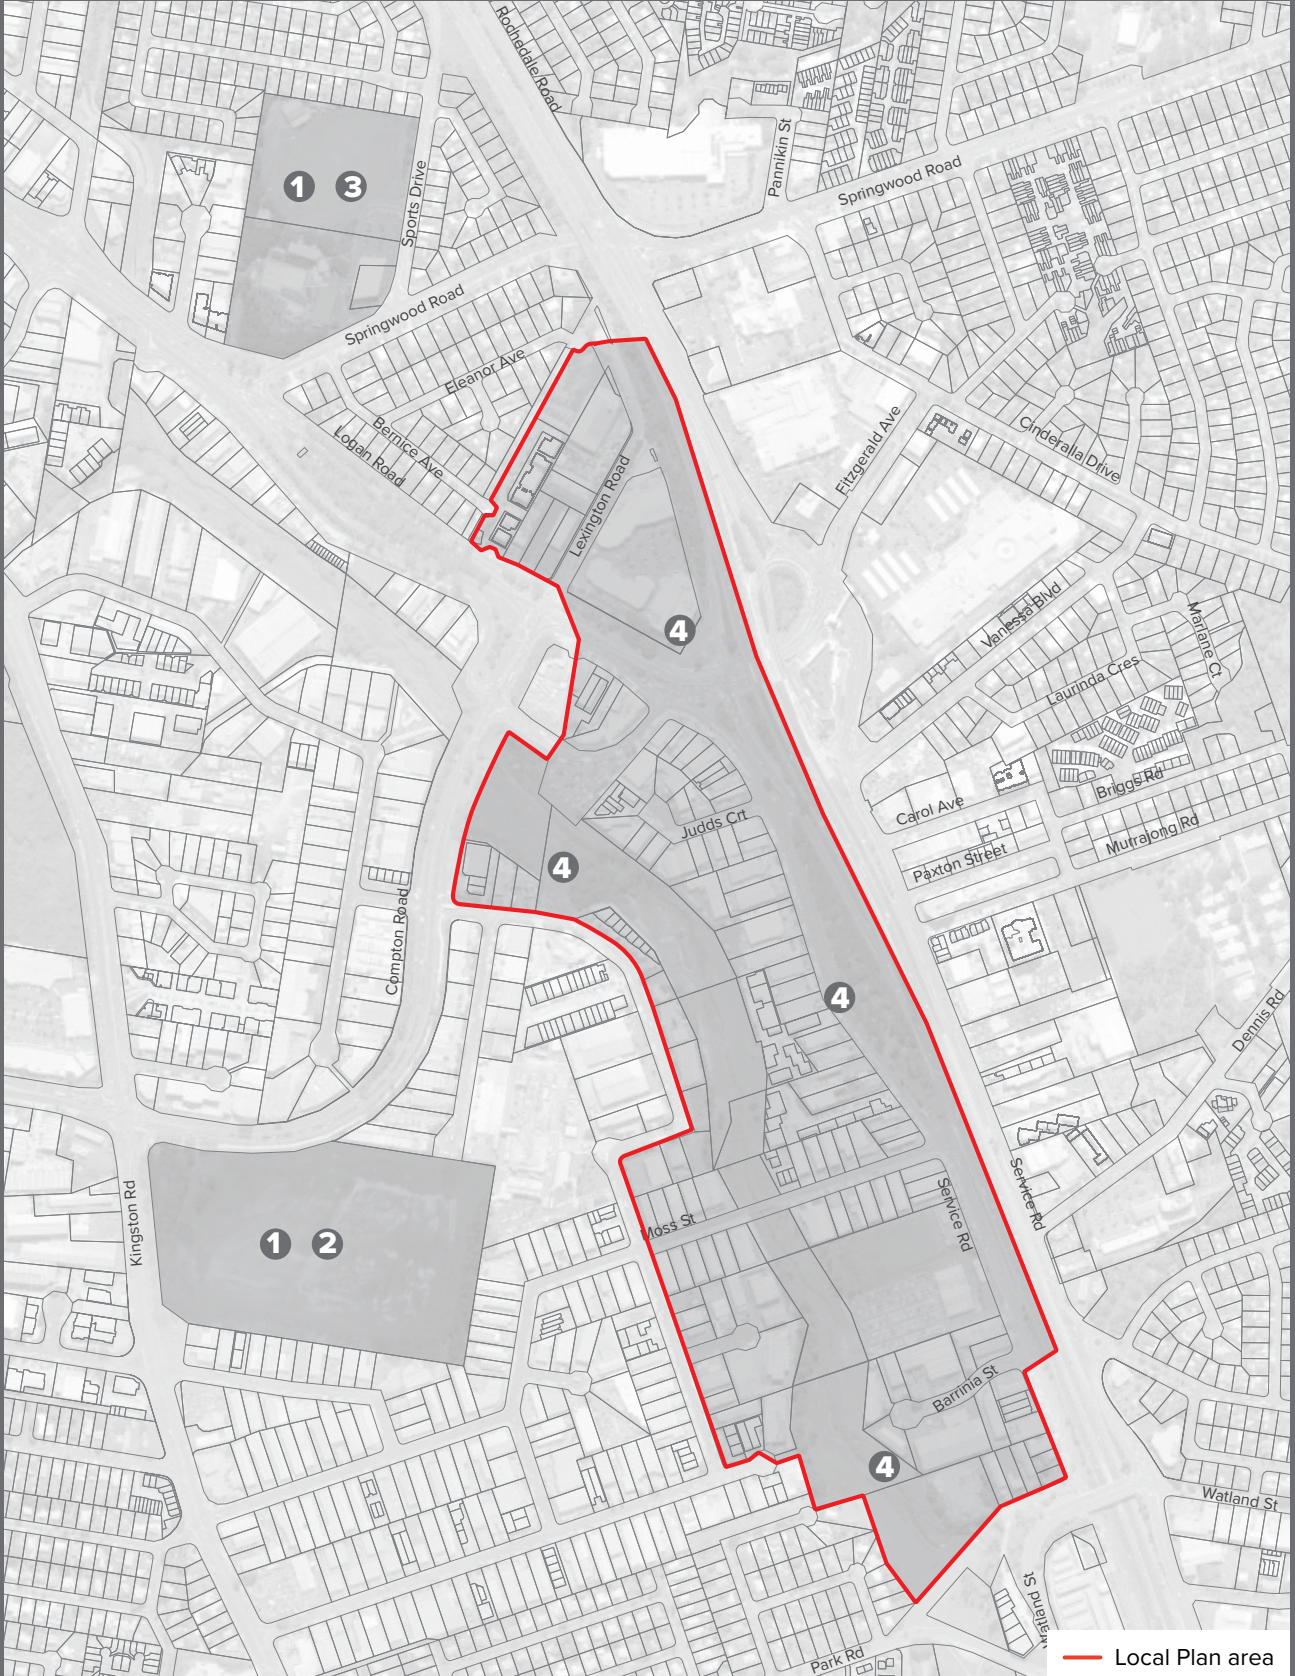 Rochedale Road
Pannikin St
1 3
Sports Drive
Springwood Road
Springwood Road
Eleanor Ave
Bernice Ave
Logan Road
Lexington Road
Fitzgerald Ave
Cinderalla Drive
4
Vanessa Blvd
Mariane Ct
Laurinda Cres
Briggs Rd
Carol Ave
Judds Crt
Murrajong Rd
Paxton Street
4
Compton Road
4
Dennis Rd
Service Rd
Service Rd
Kingston Rd
Moss St
1 2
Barrinia St
4
Watland St
Watland St
Park Rd
Local Plan area